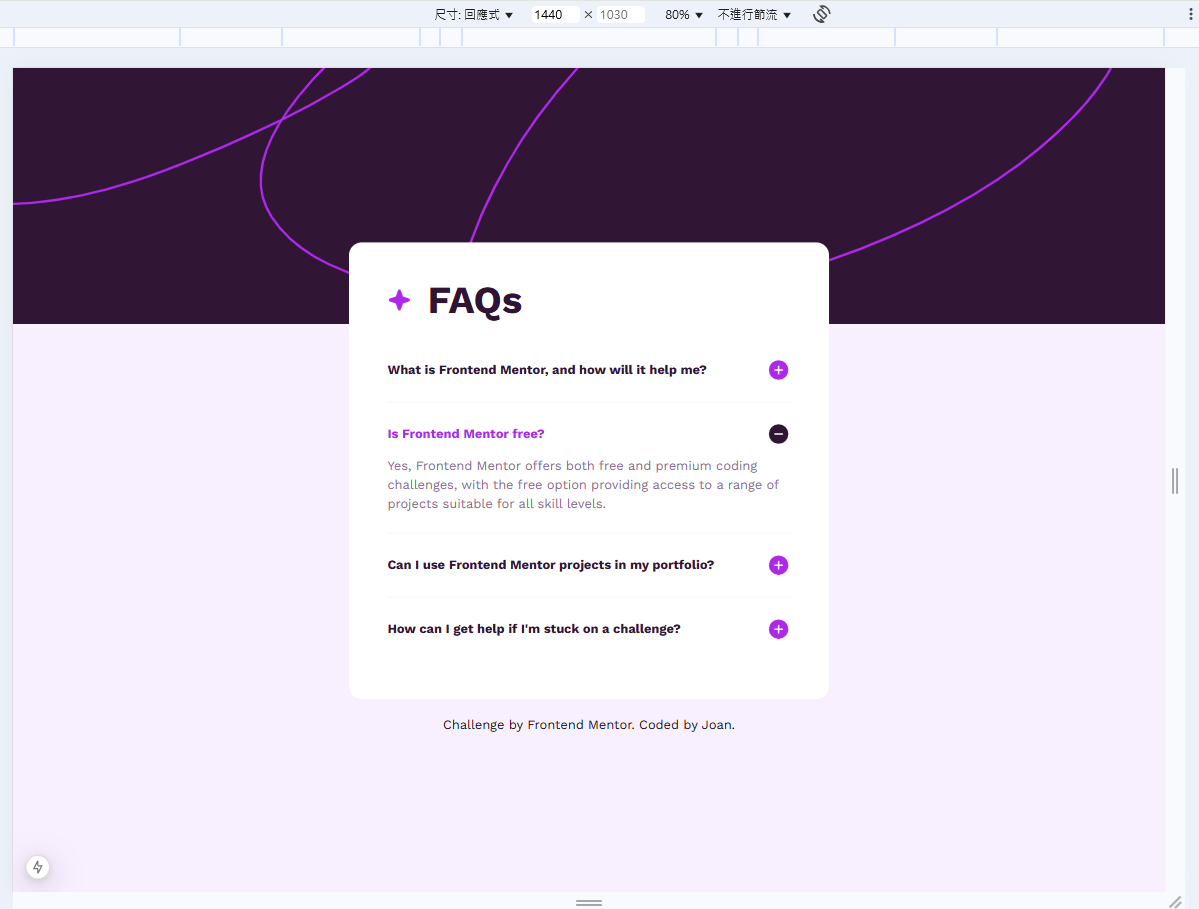 尺寸: 回應式 ▼ 1440 × 1030 80% ▼ 不進行節流 ▼
FAQs
What is Frontend Mentor, and how will it help me?
Is Frontend Mentor free?
Yes, Frontend Mentor offers both free and premium coding
challenges, with the free option providing access to a range of
projects suitable for all skill levels.
Can I use Frontend Mentor projects in my portfolio?
How can I get help if I'm stuck on a challenge?
Challenge by Frontend Mentor. Coded by Joan.